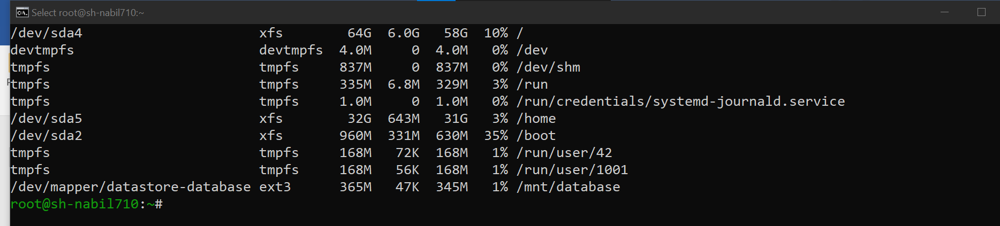 Select root@sh-nabil710:~
/dev/sda4 xfs 64G 6.0G 58G 10% /
devtmpfs devtmpfs 4.0M 0 4.0M 0% /dev
tmpfs tmpfs 837M 0 837M 0% /dev/shm
tmpfs tmpfs 335M 6.8M 329M 3% /run
tmpfs tmpfs 1.0M 0 1.0M 0% /run/credentials/systemd-journald.service
/dev/sda5 xfs 32G 643M 31G 3% /home
/dev/sda2 xfs 960M 331M 630M 35% /boot
tmpfs tmpfs 168M 72K 168M 1% /run/user/42
tmpfs tmpfs 168M 56K 168M 1% /run/user/1001
/dev/mapper/datastore-database ext3 365M 47K 345M 1% /mnt/database
root@sh-nabil710:~#